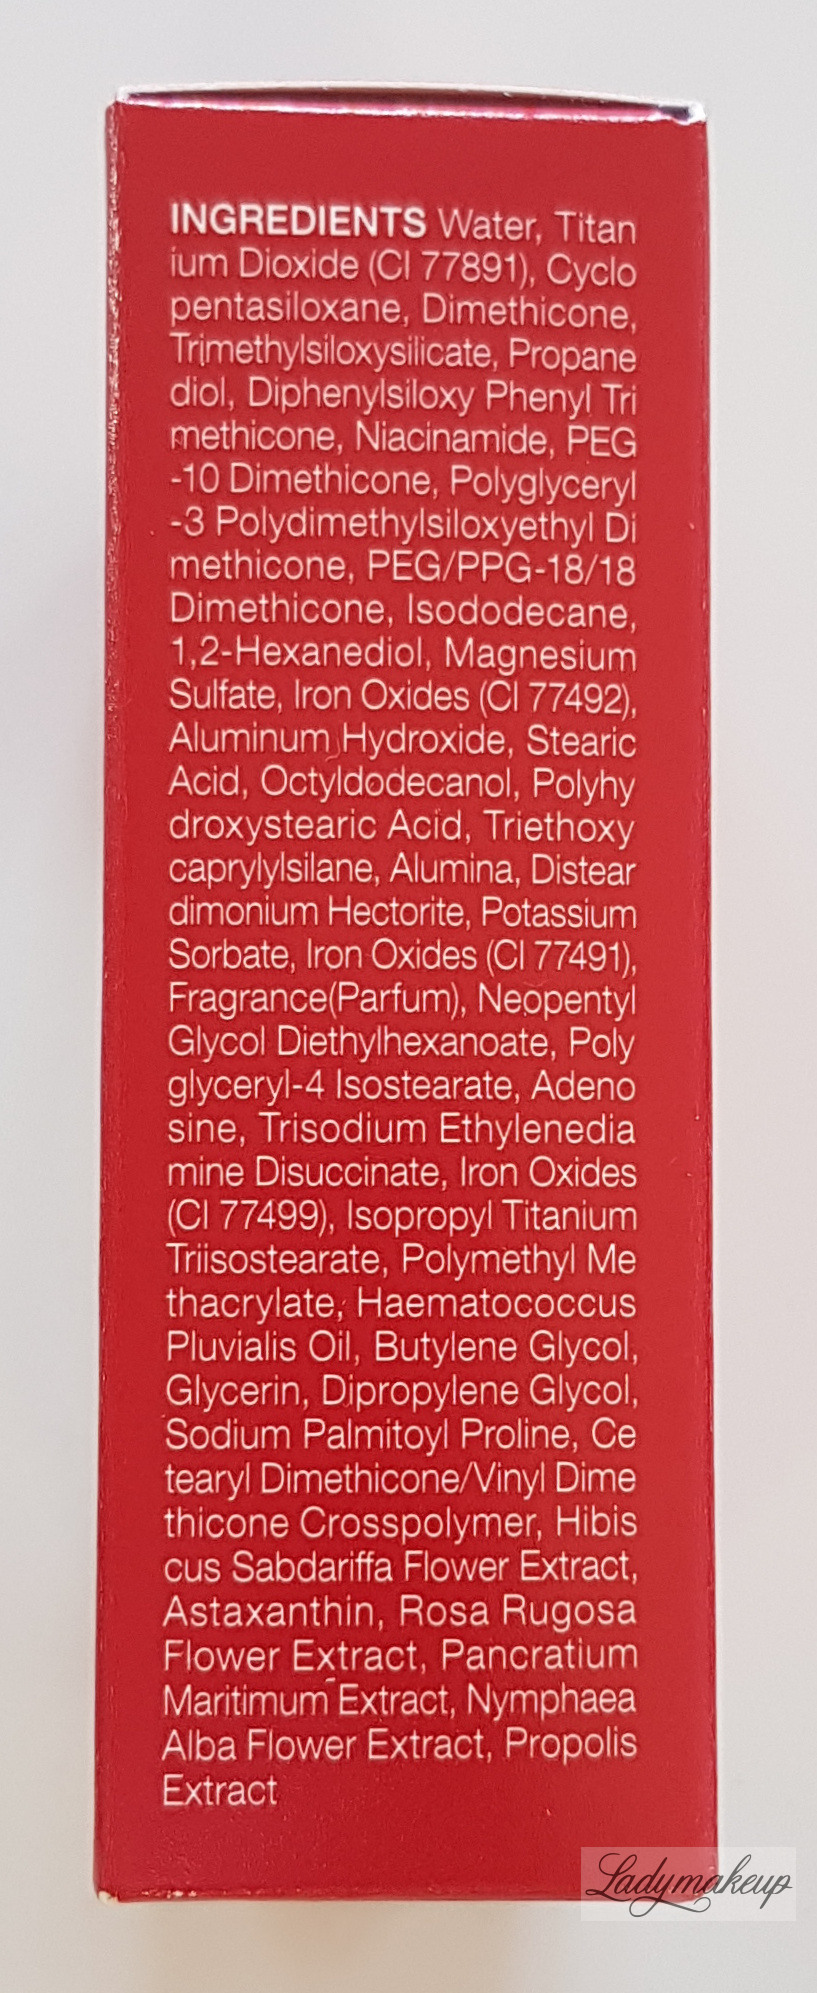 INGREDIENTS Water, Titan
ium Dioxide (CI 77891), Cyclo
pentasiloxane, Dimethicone,
Trimethylsiloxysilicate, Propane
diol, Diphenylsiloxy Phenyl Tri
methicone, Niacinamide, PEG
-10 Dimethicone, Polyglyceryl
-3 Polydimethylsiloxyethyl Di
methicone, PEG/PPG-18/18
Dimethicone, Isododecane,
1,2-Hexanediol, Magnesium
Sulfate, Iron Oxides (CI 77492),
Aluminum Hydroxide, Stearic
Acid, Octyldodecanol, Polyhy
droxystearic Acid, Triethoxy
caprylylsilane, Alumina, Distear
dimonium Hectorite, Potassium
Sorbate, Iron Oxides (CI 77491),
Fragrance(Parfum), Neopentyl
Glycol Diethylhexanoate, Poly
glyceryl-4 Isostearate, Adeno
sine, Trisodium Ethylenedia
mine Disuccinate, Iron Oxides
(CI 77499), Isopropyl Titanium
Triisostearate, Polymethyl Me
thacrylate, Haematococcus
Pluvialis Oil, Butylene Glycol,
Glycerin, Dipropylene Glycol,
Sodium Palmitoyl Proline, Ce
tearyl Dimethicone/Vinyl Dime
thicone Crosspolymer, Hibis
cus Sabdariffa Flower Extract,
Astaxanthin, Rosa Rugosa
Flower Extract, Pancratium
Maritimum Extract, Nymphaea
Alba Flower Extract, Propolis
Extract
Ladymakeup